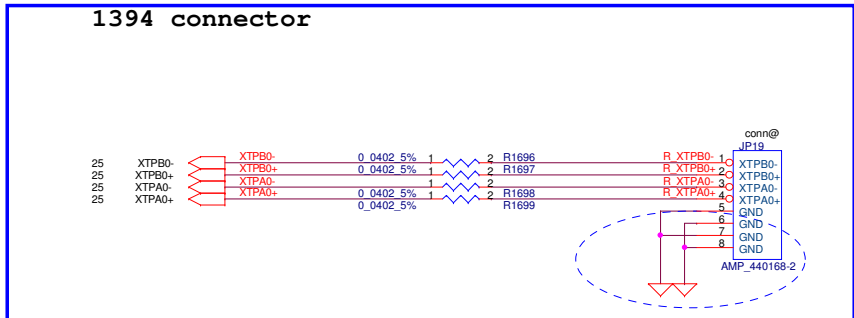 1394 connector
conn@
JP19
25 XTPB0- XTPB0- 0_0402_5% 1 2 R1696 R_XTPB0- 1 XTPB0-
25 XTPB0+ XTPB0+ 0_0402_5% 1 2 R1697 R_XTPB0+ 2 XTPB0+
25 XTPA0- XTPA0- 1 2 R_XTPA0- 3 XTPA0-
25 XTPA0+ XTPA0+ 0_0402_5% 1 2 R1698 R_XTPA0+ 4 XTPA0+
0_0402_5% R1699 5 GND
6 GND
7 GND
8 GND
AMP_440168-2